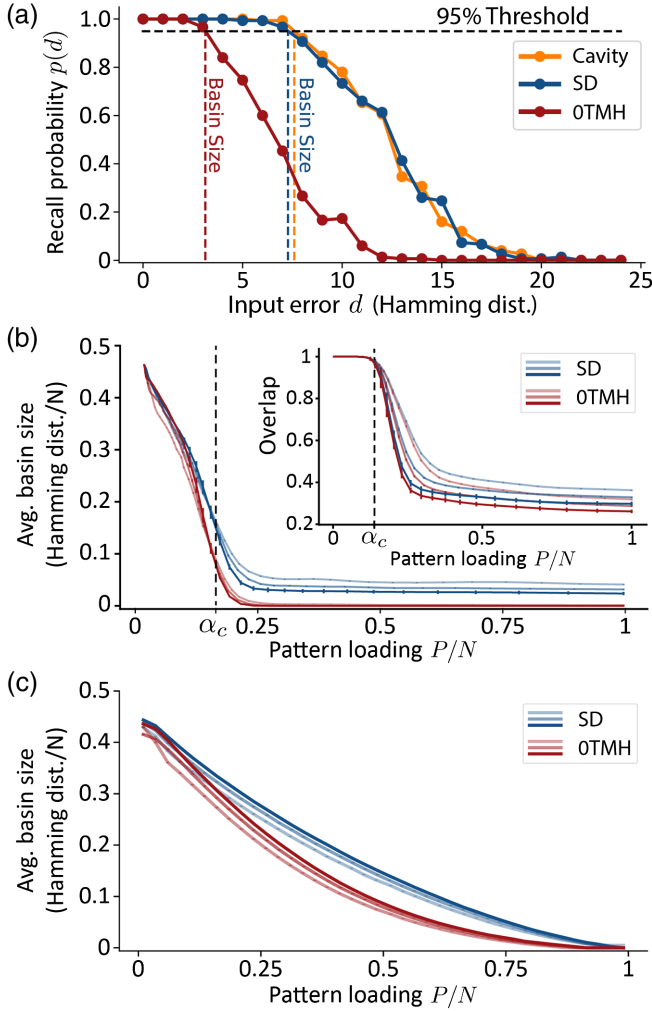 (a)
95% Threshold
Recall probability p(d)
1.0
0.8
0.6
0.4
0.2
0
Cavity
SD
0TMH
Basin Size
Basin Size
0
5
10
15
20
25
Input error d (Hamming dist.)
(b)
Avg. basin size
(Hamming dist./N)
0.5
0.4
0.3
0.2
0.1
0
SD
0TMH
Overlap
1
0.8
0.6
0.4
0.2
0
α_c
0.5
1
Pattern loading P/N
0
α_c
0.25
0.5
0.75
1
Pattern loading P/N
(c)
Avg. basin size
(Hamming dist./N)
0.5
0.4
0.3
0.2
0.1
0
SD
0TMH
0
0.25
0.5
0.75
1
Pattern loading P/N